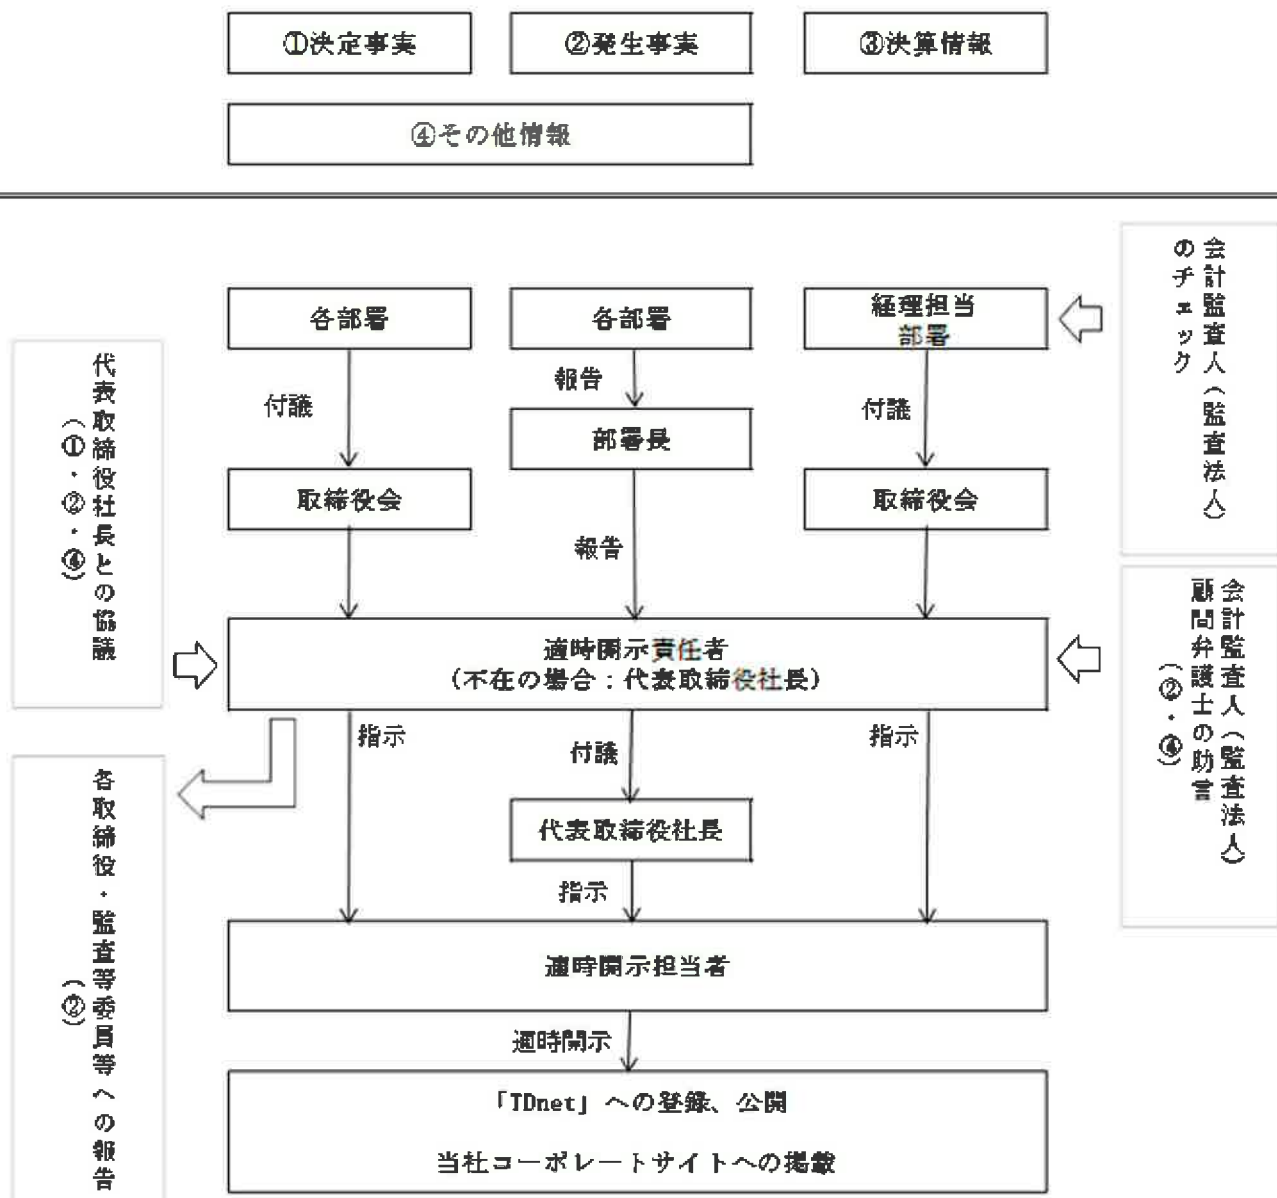 ①決定事実
②発生事実
③決算情報
④その他情報
会計監査人(監査法人)
のチェック
各部署
各部署
経理担当
部署
代表取締役社長との協議
(①・②・④)
付議
報告
付議
部署長
取締役会
取締役会
報告
会計監査人(監査法人)
顧問弁護士の助言
(②・④)
適時開示責任者
(不在の場合:代表取締役社長)
指示
付議
指示
各取締役・監査等委員等への報告
(②)
代表取締役社長
指示
適時開示担当者
適時開示
「TDnet」への登録、公開
当社コーポレートサイトへの掲載